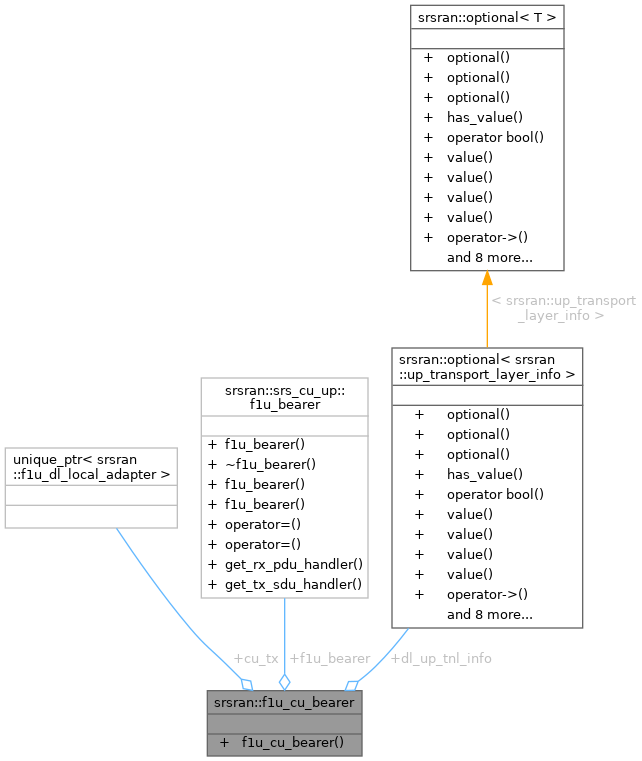 srsran::optional< T >
+ optional()
+ optional()
+ optional()
+ has_value()
+ operator bool()
+ value()
+ value()
+ value()
+ value()
+ operator->()
and 8 more...
< srsran::up_transport
_layer_info >
srsran::optional< srsran
::up_transport_layer_info >
+ optional()
+ optional()
+ optional()
+ has_value()
+ operator bool()
+ value()
+ value()
+ value()
+ value()
+ operator->()
and 8 more...
srsran::srs_cu_up::
f1u_bearer
+ f1u_bearer()
+ ~f1u_bearer()
+ f1u_bearer()
+ f1u_bearer()
+ operator=()
+ operator=()
+ get_rx_pdu_handler()
+ get_tx_sdu_handler()
unique_ptr< srsran
::f1u_dl_local_adapter >
+cu_tx
+f1u_bearer
+dl_up_tnl_info
srsran::f1u_cu_bearer
+ f1u_cu_bearer()